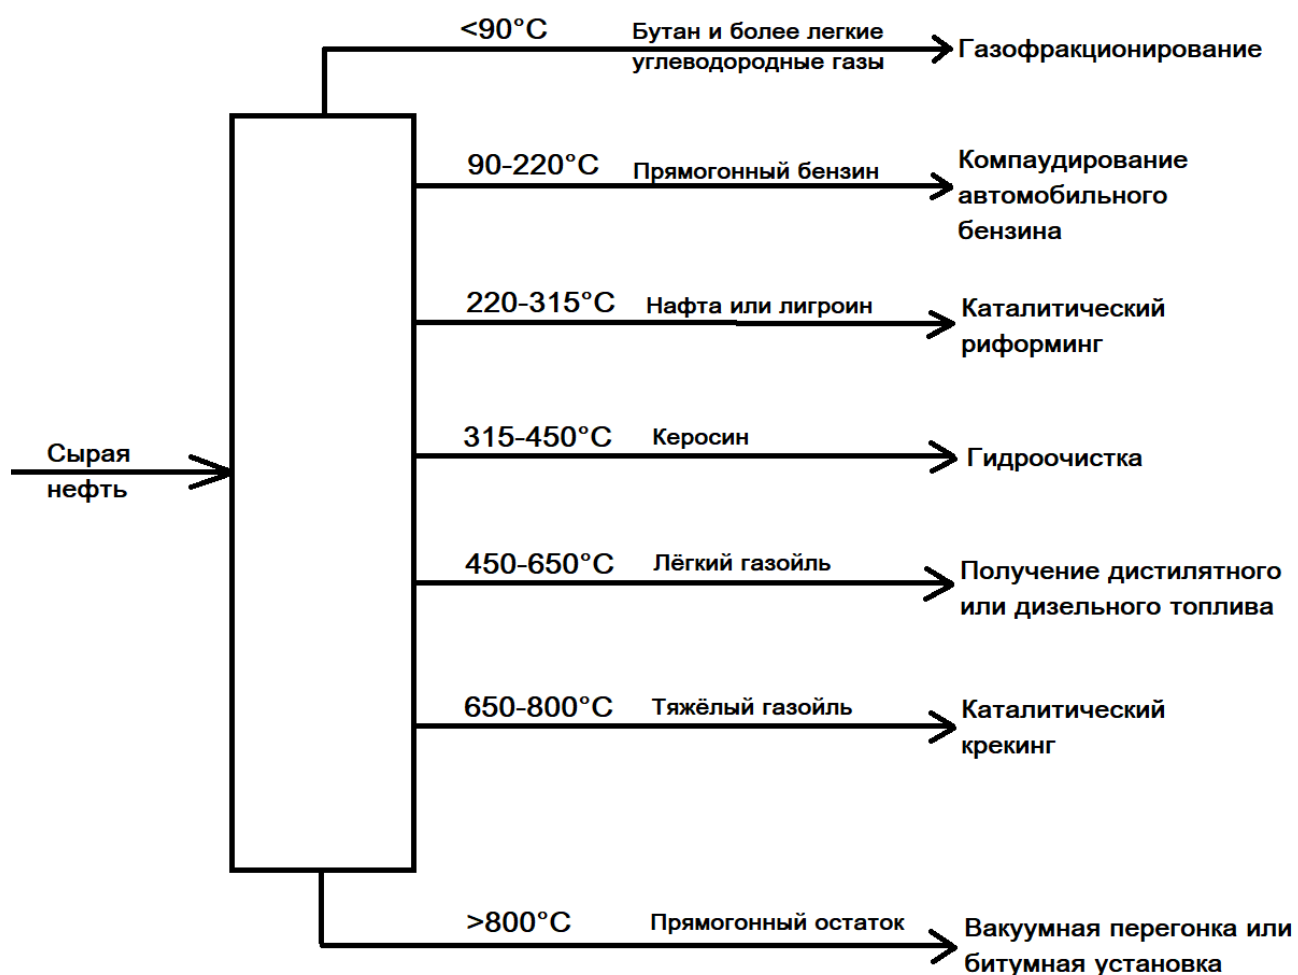 <90°C
Бутан и более легкие
углеводородные газы
Газофракционирование
90-220°C
Прямогонный бензин
Компаудирование
автомобильного
бензина
220-315°C
Нафта или лигроин
Каталитический
риформинг
315-450°C
Керосин
Гидроочистка
Сырая
нефть
450-650°C
Лёгкий газойль
Получение дистилятного
или дизельного топлива
650-800°C
Тяжёлый газойль
Каталитический
крекинг
>800°C
Прямогонный остаток
Вакуумная перегонка или
битумная установка